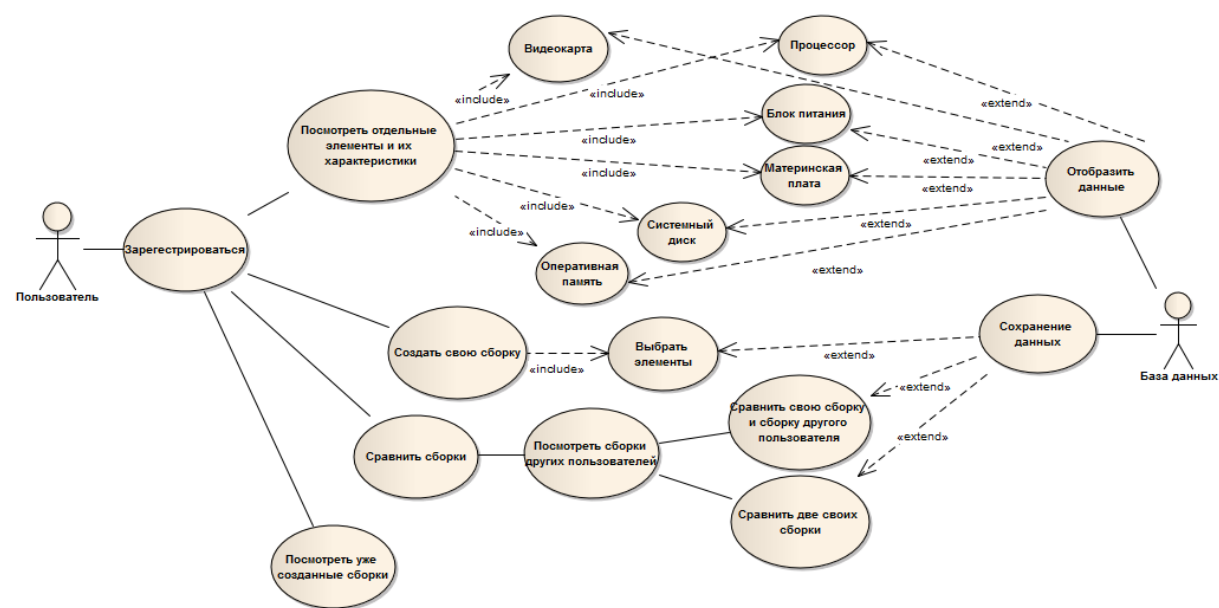 Видеокарта
Процессор
«include»
«include»
«extend»
Посмотреть отдельные
элементы и их
характеристики
Блок питания
«include»
«extend»
Материнская
плата
«include»
«extend»
Отобразить
данные
«extend»
«include»
Системный
диск
«extend»
«include»
Оперативная
память
«extend»
Зарегестрироваться
Пользователь
Создать свою сборку
«include»
Выбрать
элементы
«extend»
Сохранение
данных
База данных
«extend»
Сравнить свою сборку
и сборку другого
пользователя
«extend»
Сравнить сборки
Посмотреть сборки
других пользователей
Сравнить две своих
сборки
Посмотреть уже
созданные сборки